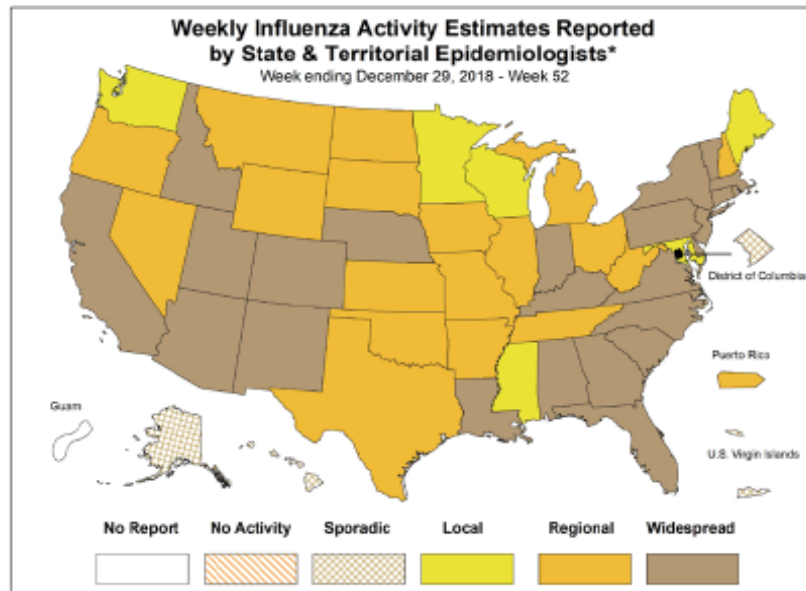 Weekly Influenza Activity Estimates Reported
by State & Territorial Epidemiologists*
Week ending December 29, 2018 - Week 52
District of Columbia
Puerto Rico
Guam
U.S. Virgin Islands
No Report No Activity Sporadic Local Regional Widespread